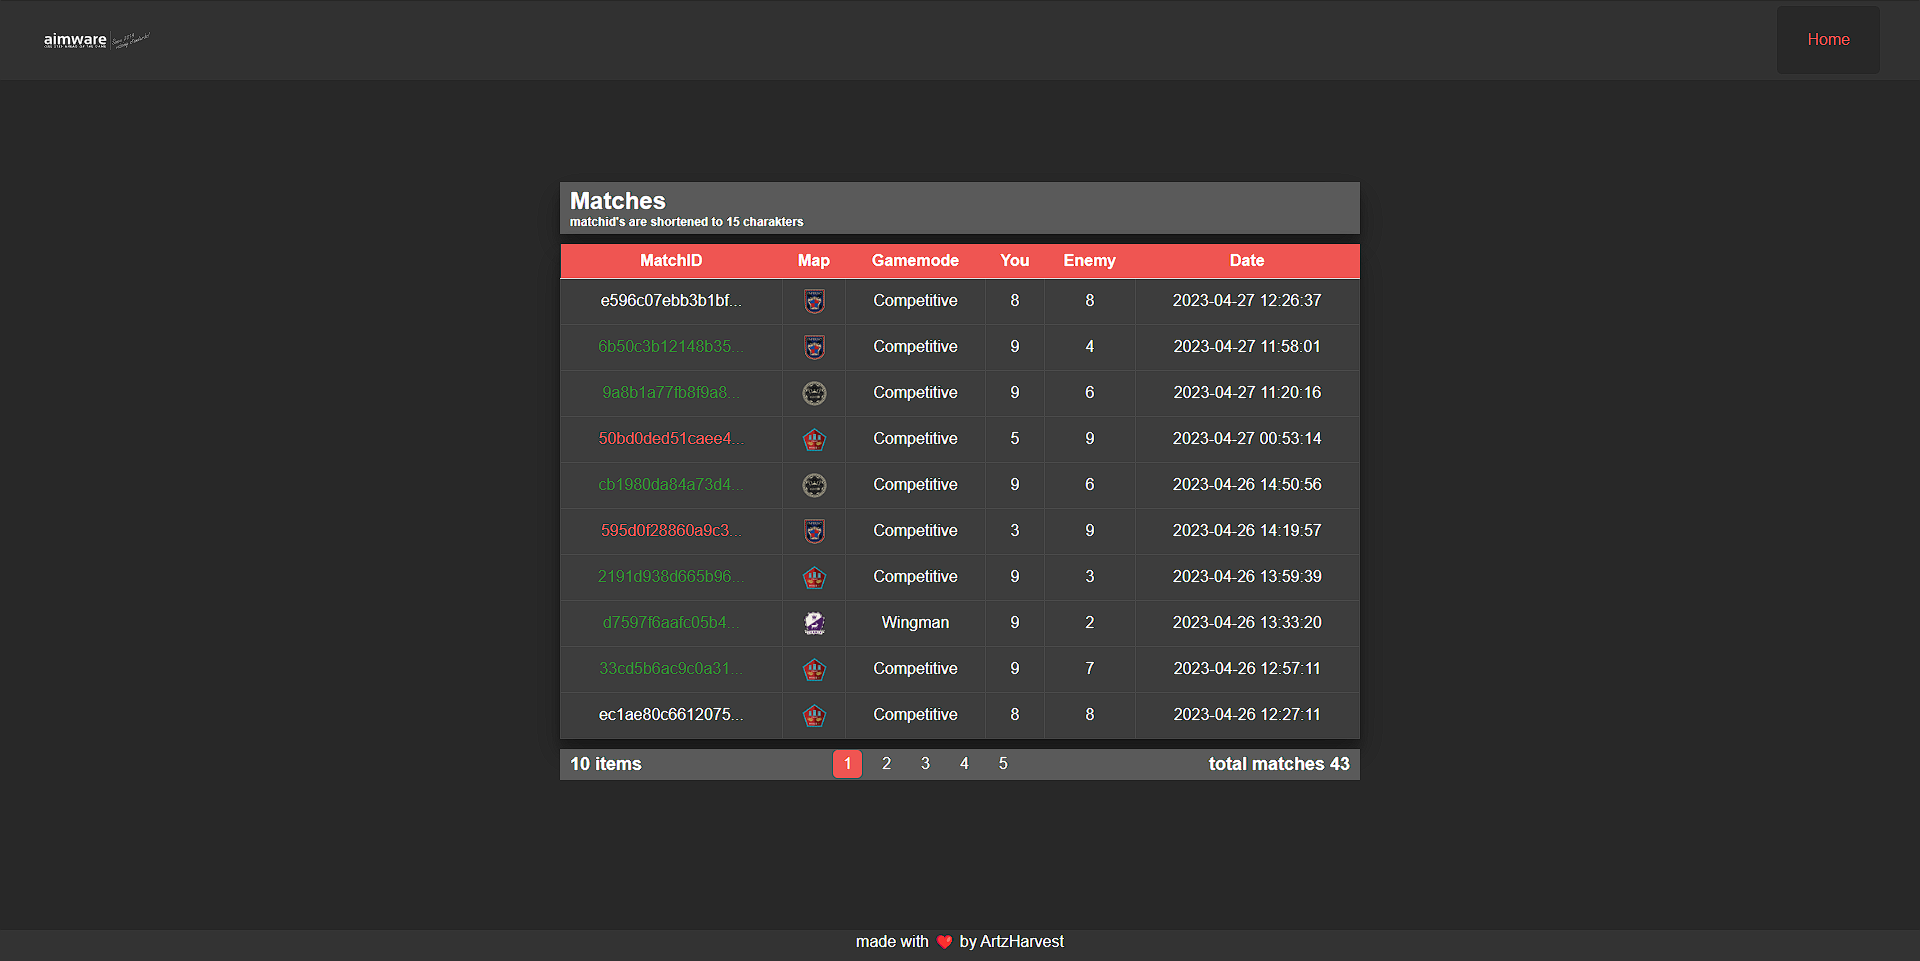 aimware
Home
Matches
matchid's are shortened to 15 charakters
MatchID Map Gamemode You Enemy Date
e596c07ebb3b1bf... Competitive 8 8 2023-04-27 12:26:37
6b50c3b12148b35... Competitive 9 4 2023-04-27 11:58:01
9a8b1a77fb8f9a8... Competitive 9 6 2023-04-27 11:20:16
50bd0ded51caee4... Competitive 5 9 2023-04-27 00:53:14
cb1980da84a73d4... Competitive 9 6 2023-04-26 14:50:56
595d0f28860a9c3... Competitive 3 9 2023-04-26 14:19:57
2191d938d665b96... Competitive 9 3 2023-04-26 13:59:39
d7597f6aafc05b4... Wingman 9 2 2023-04-26 13:33:20
33cd5b6ac9c0a31... Competitive 9 7 2023-04-26 12:57:11
ec1ae80c6612075... Competitive 8 8 2023-04-26 12:27:11
10 items 1 2 3 4 5 total matches 43
made with ❤️ by ArtzHarvest